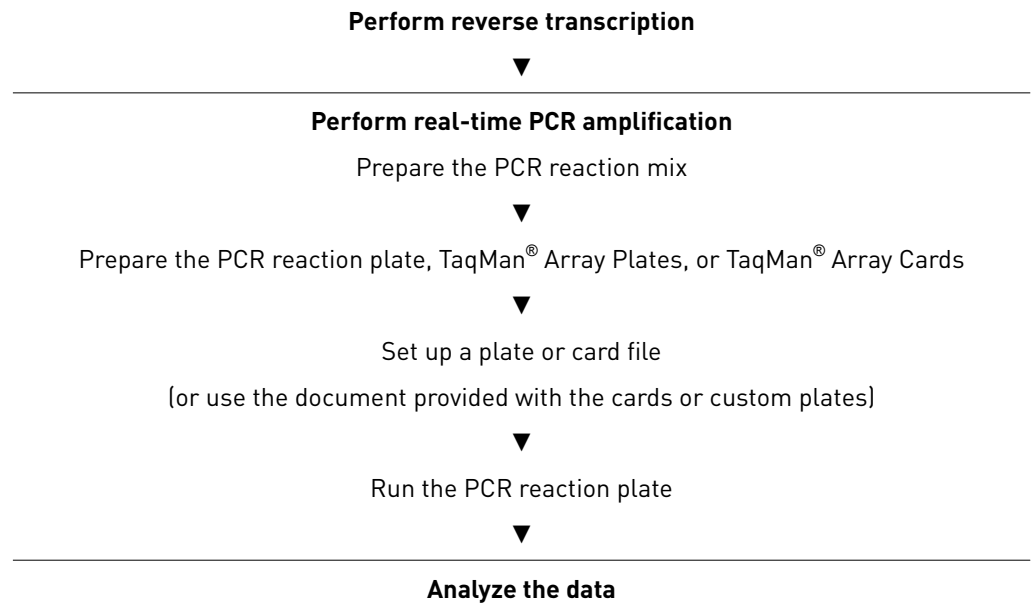 Perform reverse transcription
▼
Perform real-time PCR amplification
Prepare the PCR reaction mix
▼
Prepare the PCR reaction plate, TaqMan® Array Plates, or TaqMan® Array Cards
▼
Set up a plate or card file
(or use the document provided with the cards or custom plates)
▼
Run the PCR reaction plate
▼
Analyze the data